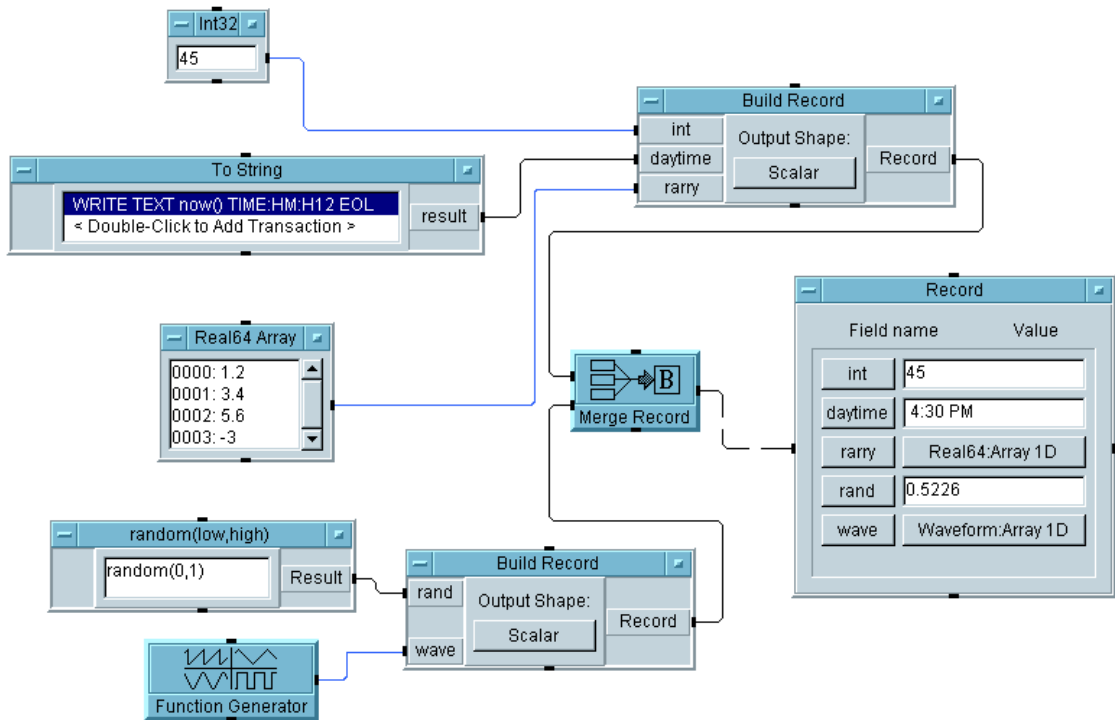 Int32
45
Build Record
int
daytime
rarry
Output Shape:
Scalar
Record
To String
WRITE TEXT now() TIME:HM:H12 EOL
< Double-Click to Add Transaction >
result
Real64 Array
0000: 1.2
0001: 3.4
0002: 5.6
0003: -3
B
Merge Record
Record
Field name Value
int 45
daytime 4:30 PM
rarry Real64:Array 1D
rand 0.5226
wave Waveform:Array 1D
random(low,high)
random(0,1)
Result
Build Record
rand
wave
Output Shape:
Scalar
Record
Function Generator